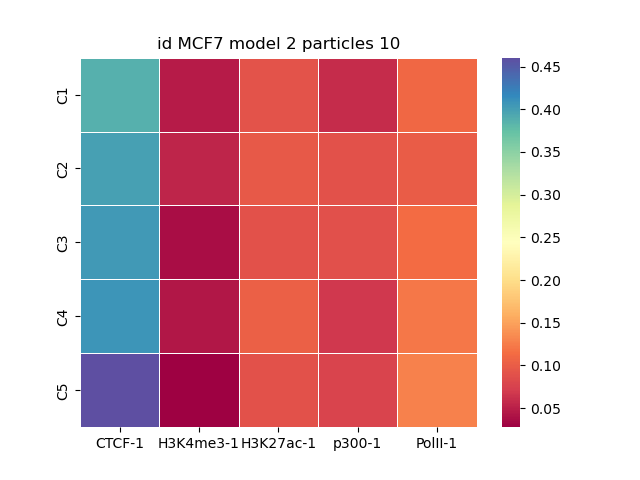 id MCF7 model 2 particles 10
C1
C2
C3
C4
C5
CTCF-1 H3K4me3-1 H3K27ac-1 p300-1 PolII-1
0.45
0.40
0.35
0.30
0.25
0.20
0.15
0.10
0.05